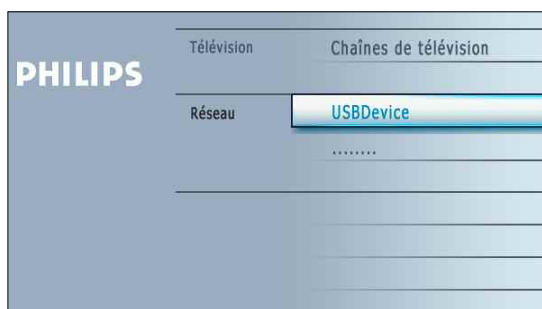 PHILIPS
Télévision Chaînes de télévision
Réseau USBDevice
........